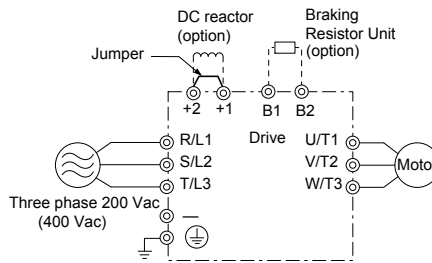 DC reactor
(option)
Braking
Resistor Unit
(option)
Jumper
+2
+1
B1
B2
R/L1
Drive
U/T1
S/L2
V/T2
Moto
T/L3
W/T3
Three phase 200 Vac
(400 Vac)
—